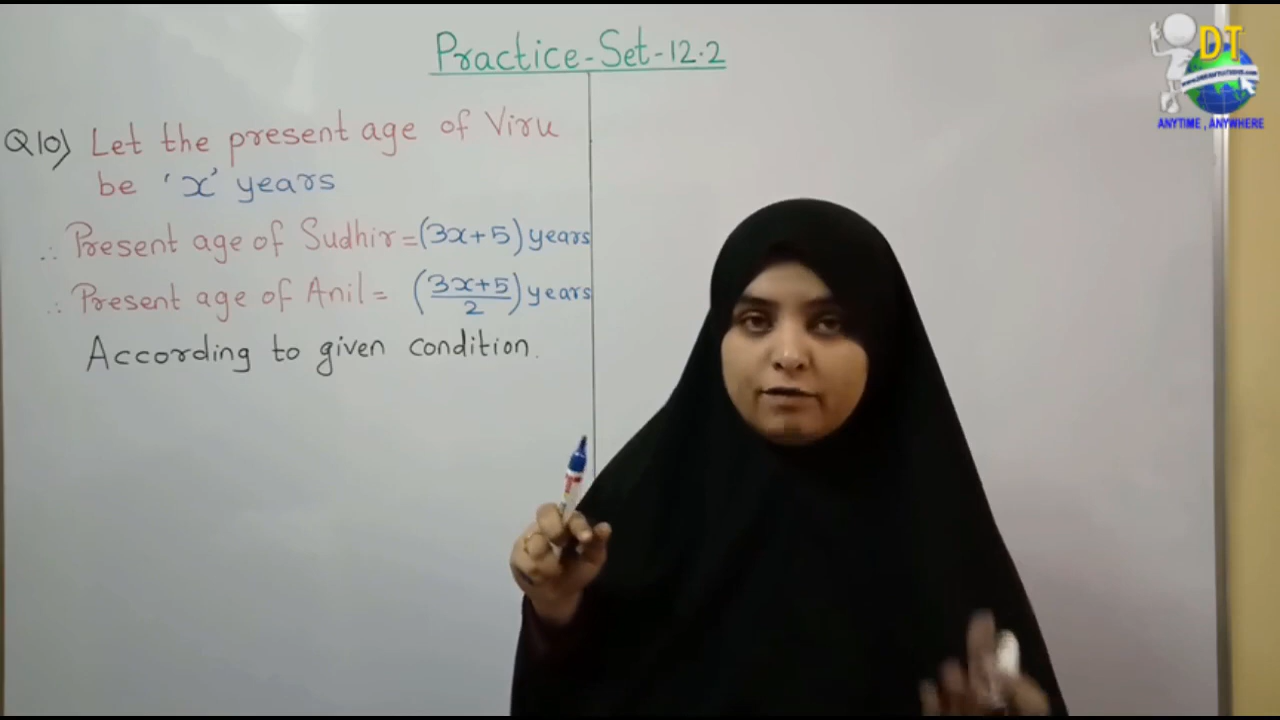 Practice-Set-12.2
Q10) Let the present age of Viru
be 'x' years
∴ Present age of Sudhir = (3x+5) years
∴ Present age of Anil = (3x+5/2) years
According to given condition.
DT
ANYTIME , ANYWHERE